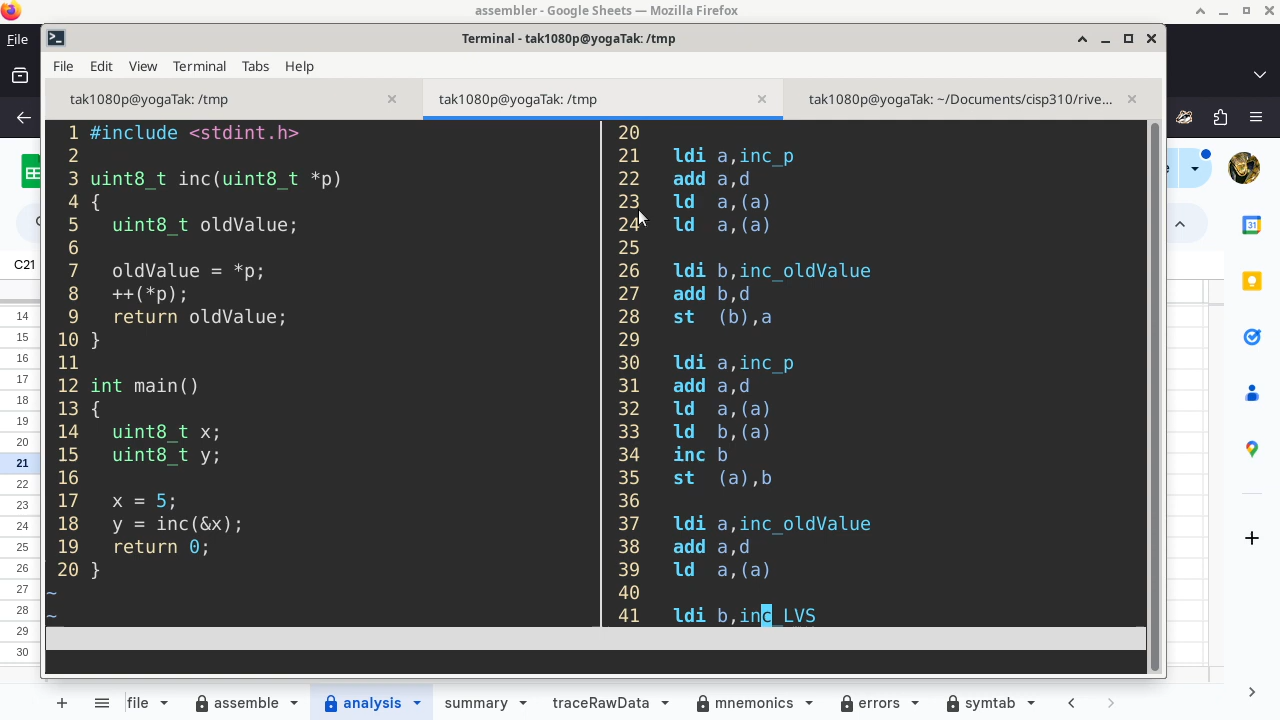 assembler - Google Sheets — Mozilla Firefox
File
Terminal - tak1080p@yogaTak: /tmp
File Edit View Terminal Tabs Help
tak1080p@yogaTak: /tmp
tak1080p@yogaTak: /tmp
tak1080p@yogaTak: ~/Documents/cisp310/rive...
1 #include <stdint.h>
2
3 uint8_t inc(uint8_t *p)
4 {
5 uint8_t oldValue;
6
7 oldValue = *p;
8 ++(*p);
9 return oldValue;
10 }
11
12 int main()
13 {
14 uint8_t x;
15 uint8_t y;
16
17 x = 5;
18 y = inc(&x);
19 return 0;
20 }
~
~
20
21 ldi a,inc_p
22 add a,d
23 ld a,(a)
24 ld a,(a)
25
26 ldi b,inc_oldValue
27 add b,d
28 st (b),a
29
30 ldi a,inc_p
31 add a,d
32 ld a,(a)
33 ld b,(a)
34 inc b
35 st (a),b
36
37 ldi a,inc_oldValue
38 add a,d
39 ld a,(a)
40
41 ldi b,inc_LVS
C21
14
15
16
17
18
19
20
21
22
23
24
25
26
27
28
29
30
31
file assemble analysis summary traceRawData mnemonics errors symtab